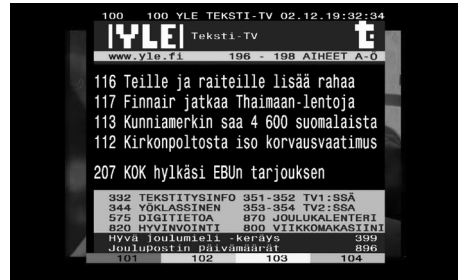 100 100 YLE TEKSTI-TV 02.12.19:32:34
YLE Teksti-TV t:
www.yle.fi 196 - 198 AIHEET A-Ö
116 Teille ja raiteille lisää rahaa
117 Finnair jatkaa Thaimaan-lentoja
113 Kunniamerkin saa 4 600 suomalaista
112 Kirkonpoltosta iso korvausvaatimus
207 KOK hylkäsi EBUn tarjouksen
332 TEKSTITYSINFO 351-352 TV1:SSÄ
344 YÖKLASSINEN 353-354 TV2:SSA
575 DIGITIETOA 870 JOULUKALENTERI
820 HYVINVOINTI 800 VIIKKOMAKASIINI
Hyvä joulumieli -keräys 399
Joulupostin päivämäärät 896
101 102 103 104